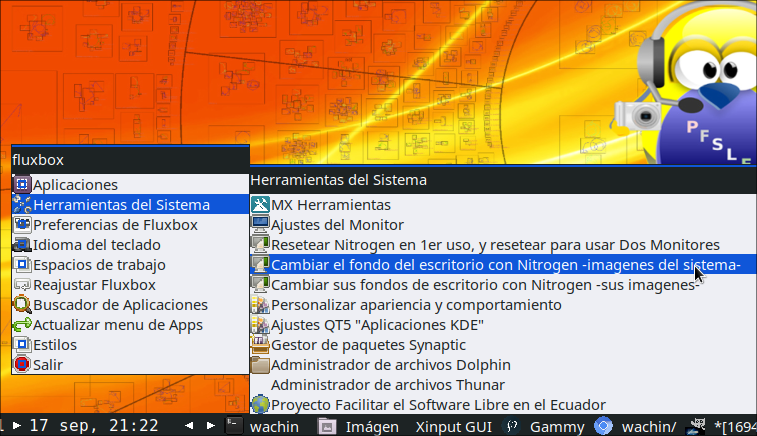 P F S L E
fluxbox
Aplicaciones
Herramientas del Sistema
Preferencias de Fluxbox
Idioma del teclado
Espacios de trabajo
Reajustar Fluxbox
Buscador de Aplicaciones
Actualizar menu de Apps
Estilos
Salir
Herramientas del Sistema
MX Herramientas
Ajustes del Monitor
Resetear Nitrogen en 1er uso, y resetear para usar Dos Monitores
Cambiar el fondo del escritorio con Nitrogen -imagenes del sistema-
Cambiar sus fondos de escritorio con Nitrogen -sus imagenes-
Personalizar apariencia y comportamiento
Ajustes QT5 "Aplicaciones KDE"
Gestor de paquetes Synaptic
Administrador de archivos Dolphin
Administrador de archivos Thunar
Proyecto Facilitar el Software Libre en el Ecuador
1 17 sep, 21:22 wachin Imágen Xinput GUI Gammy wachin/ *[1694